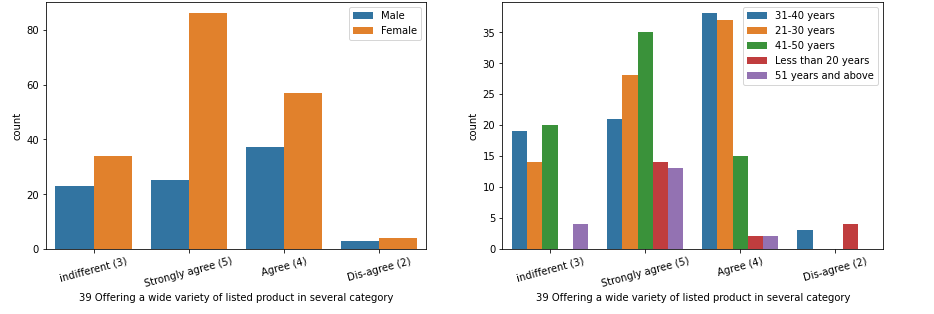 80
60
40
20
0
count
Male
Female
indifferent (3)
Strongly agree (5)
Agree (4)
Dis-agree (2)
39 Offering a wide variety of listed product in several category
35
30
25
20
15
10
5
0
count
31-40 years
21-30 years
41-50 yaers
Less than 20 years
51 years and above
indifferent (3)
Strongly agree (5)
Agree (4)
Dis-agree (2)
39 Offering a wide variety of listed product in several category